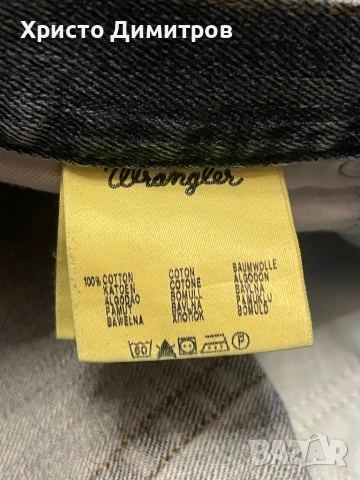 Христо Димитров
Wrangler
100% COTTON COTON BAUMWOLLE
KATOEN COTONE ALGODON
ALGODAO BOMULL BAVLNA
PAMUT BAVLNA PAMUKLU
BAWEŁNA ХЛОПОК BOMULD
60 P
BAZAR